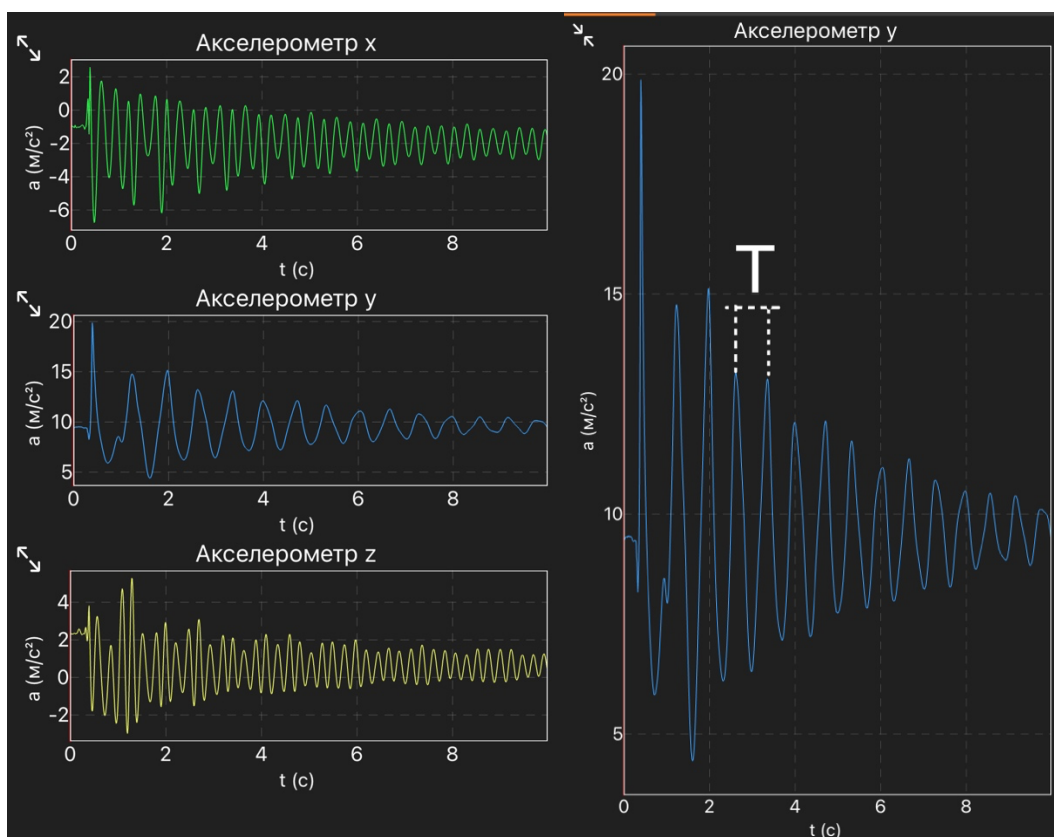 Акселерометр x
2
0
-2
-4
-6
a (м/с²)
0 2 4 6 8
t (с)
Акселерометр y
20
15
10
5
a (м/с²)
0 2 4 6 8
t (с)
Акселерометр z
4
2
0
-2
a (м/с²)
0 2 4 6 8
t (с)
Акселерометр y
20
15
10
5
a (м/с²)
T
0 2 4 6 8
t (с)